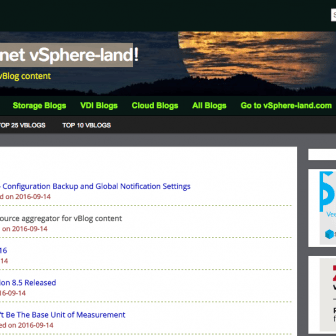 net vSphere-land!
vBlog content
Storage Blogs VDI Blogs Cloud Blogs All Blogs Go to vSphere-land.com
TOP 25 VBLOGS TOP 10 VBLOGS
Configuration Backup and Global Notification Settings
on 2016-09-14
source aggregator for vBlog content
on 2016-09-14
16
14
ion 8.5 Released
2016-09-14
't Be The Base Unit of Measurement
ed on 2016-09-14